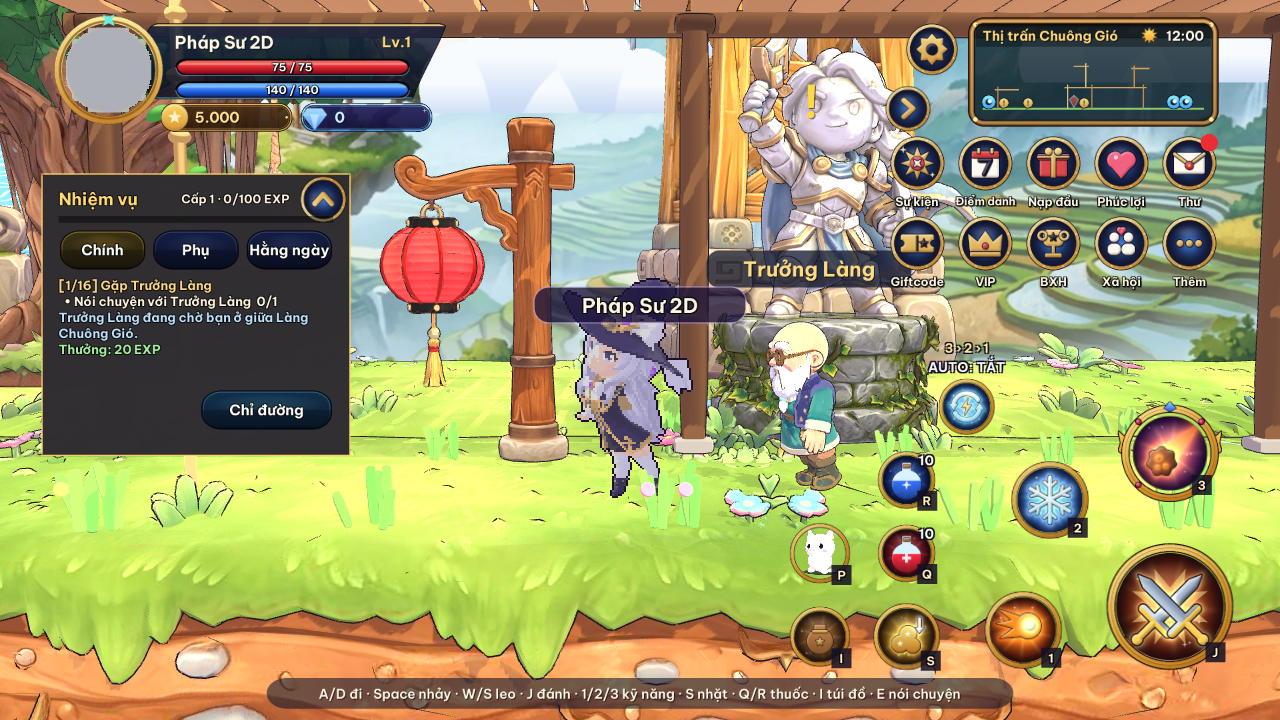 Pháp Sư 2D Lv.1
75 / 75
140 / 140
5.000 0
Thị trấn Chuông Gió 12:00
Nhiệm vụ Cấp 1 · 0/100 EXP
Chính Phụ Hằng ngày
[1/16] Gặp Trưởng Làng
• Nói chuyện với Trưởng Làng 0/1
Trưởng Làng đang chờ bạn ở giữa Làng
Chuông Gió.
Thưởng: 20 EXP
Chỉ đường
7
Sự kiện Điểm danh Nạp đầu Phúc lợi Thư
Giftcode VIP BXH Xã hội Thêm
!
Trưởng Làng
Pháp Sư 2D
3>2>1
AUTO: TẮT
10
R
10
Q
P
3
2
I
S
1
J
A/D đi · Space nhảy · W/S leo · J đánh · 1/2/3 kỹ năng · S nhặt · Q/R thuốc · I túi đồ · E nói chuyện